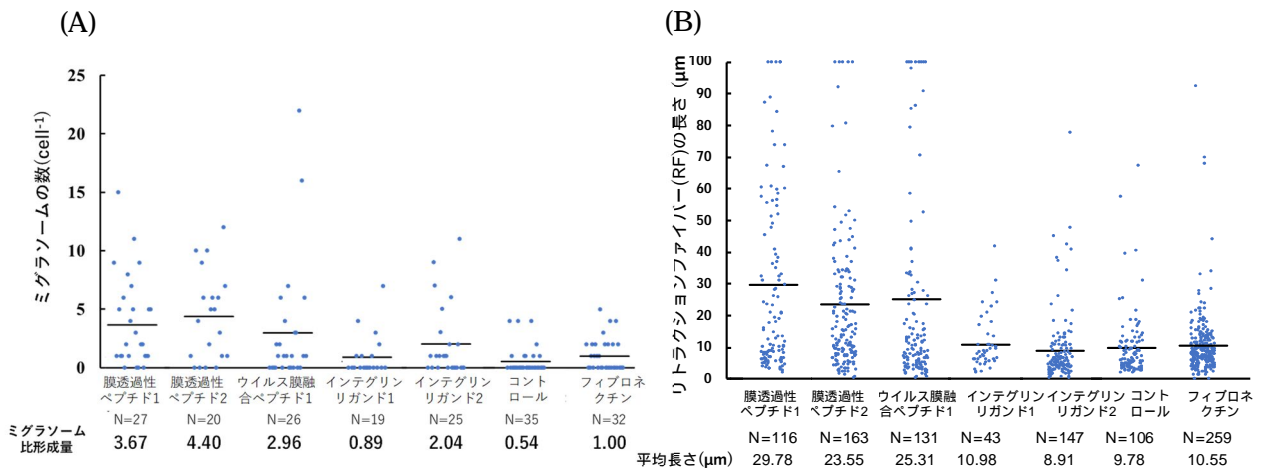 (A)
ミグラソームの数(cell-1)
25
20
15
10
5
0
膜透過性 膜透過性 ウイルス膜融 インテグリン インテグリン コント フィブロネ
ペプチド1 ペプチド2 合ペプチド1 リガンド1 リガンド2 ロール クチン
N=27 N=20 N=26 N=19 N=25 N=35 N=32
ミグラソーム
比形成量 3.67 4.40 2.96 0.89 2.04 0.54 1.00
(B)
リトラクションファイバー(RF)の長さ (μm
100
90
80
70
60
50
40
30
20
10
0
膜透過性 膜透過性 ウイルス膜融 インテグリン インテグリン コント フィブロネ
ペプチド1 ペプチド2 合ペプチド1 リガンド1 リガンド2 ロール クチン
N=116 N=163 N=131 N=43 N=147 N=106 N=259
平均長さ(μm) 29.78 23.55 25.31 10.98 8.91 9.78 10.55